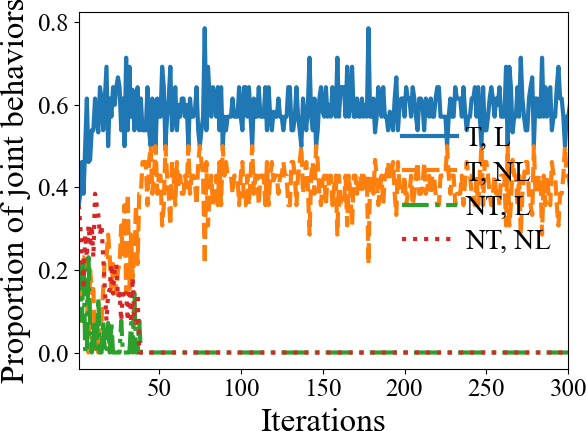 Proportion of joint behaviors
0.8
0.6
0.4
0.2
0.0
T, L
T, NL
NT, L
NT, NL
50
100
150
200
250
300
Iterations